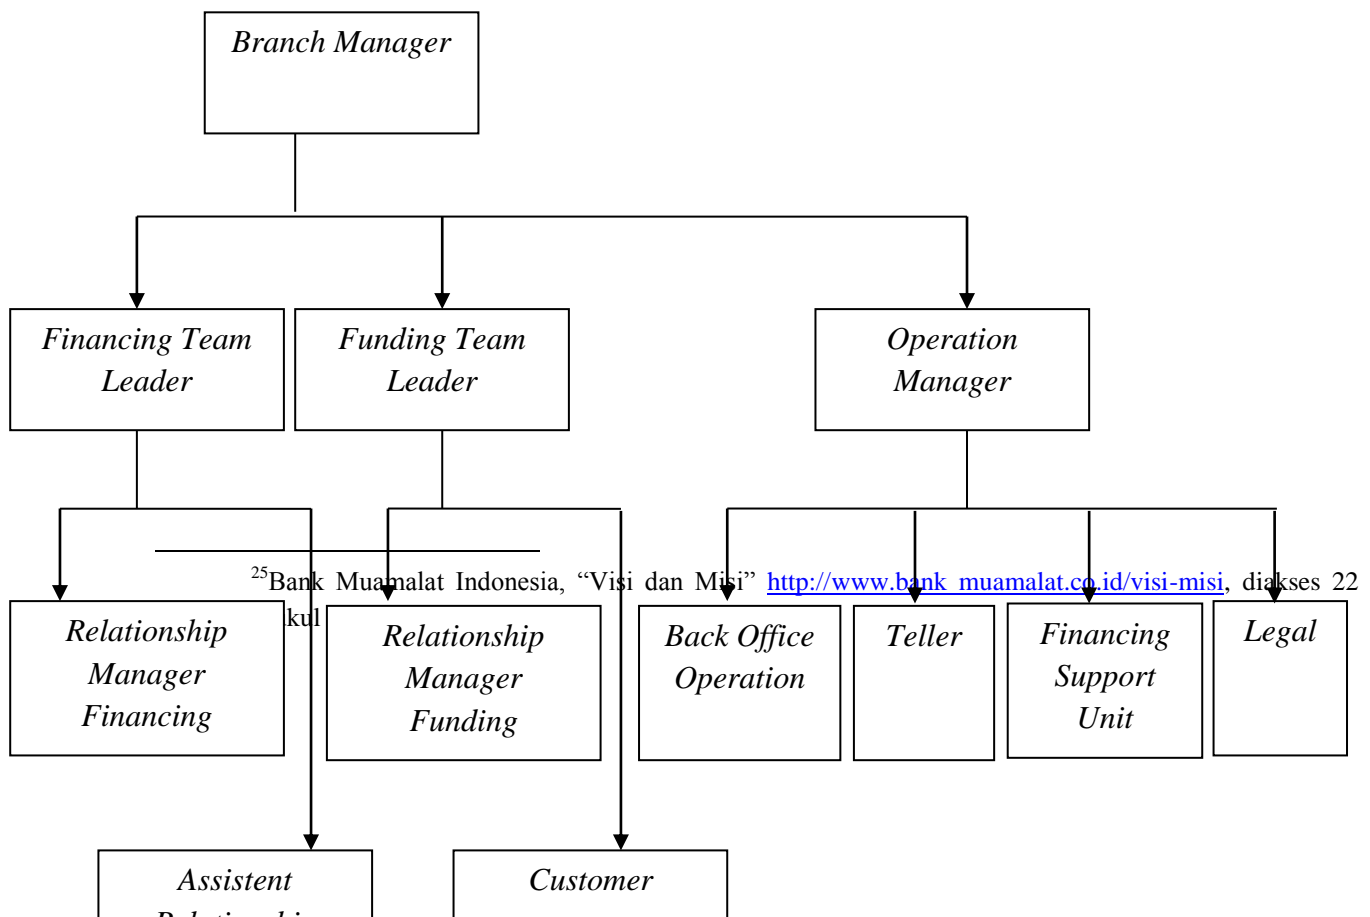 Branch Manager
Financing Team
Leader
Funding Team
Leader
Operation
Manager
25Bank Muamalat Indonesia, “Visi dan Misi” http://www.bank muamalat.co.id/visi-misi, diakses 22
kul
Relationship
Manager
Financing
Relationship
Manager
Funding
Back Office
Operation
Teller
Financing
Support
Unit
Legal
Assistent
Customer